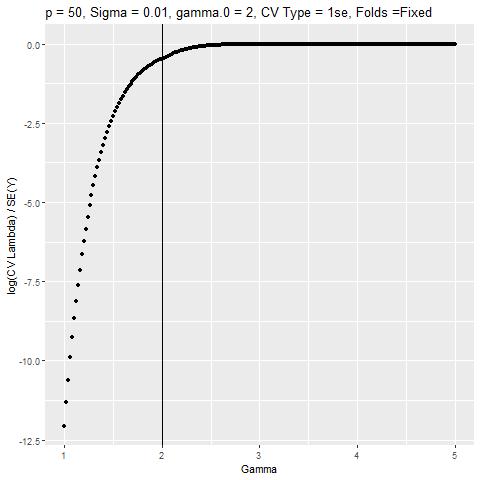 p = 50, Sigma = 0.01, gamma.0 = 2, CV Type = 1se, Folds =Fixed
0.0
-2.5
-5.0
-7.5
-10.0
-12.5
log(CV Lambda) / SE(Y)
1 2 3 4 5
Gamma